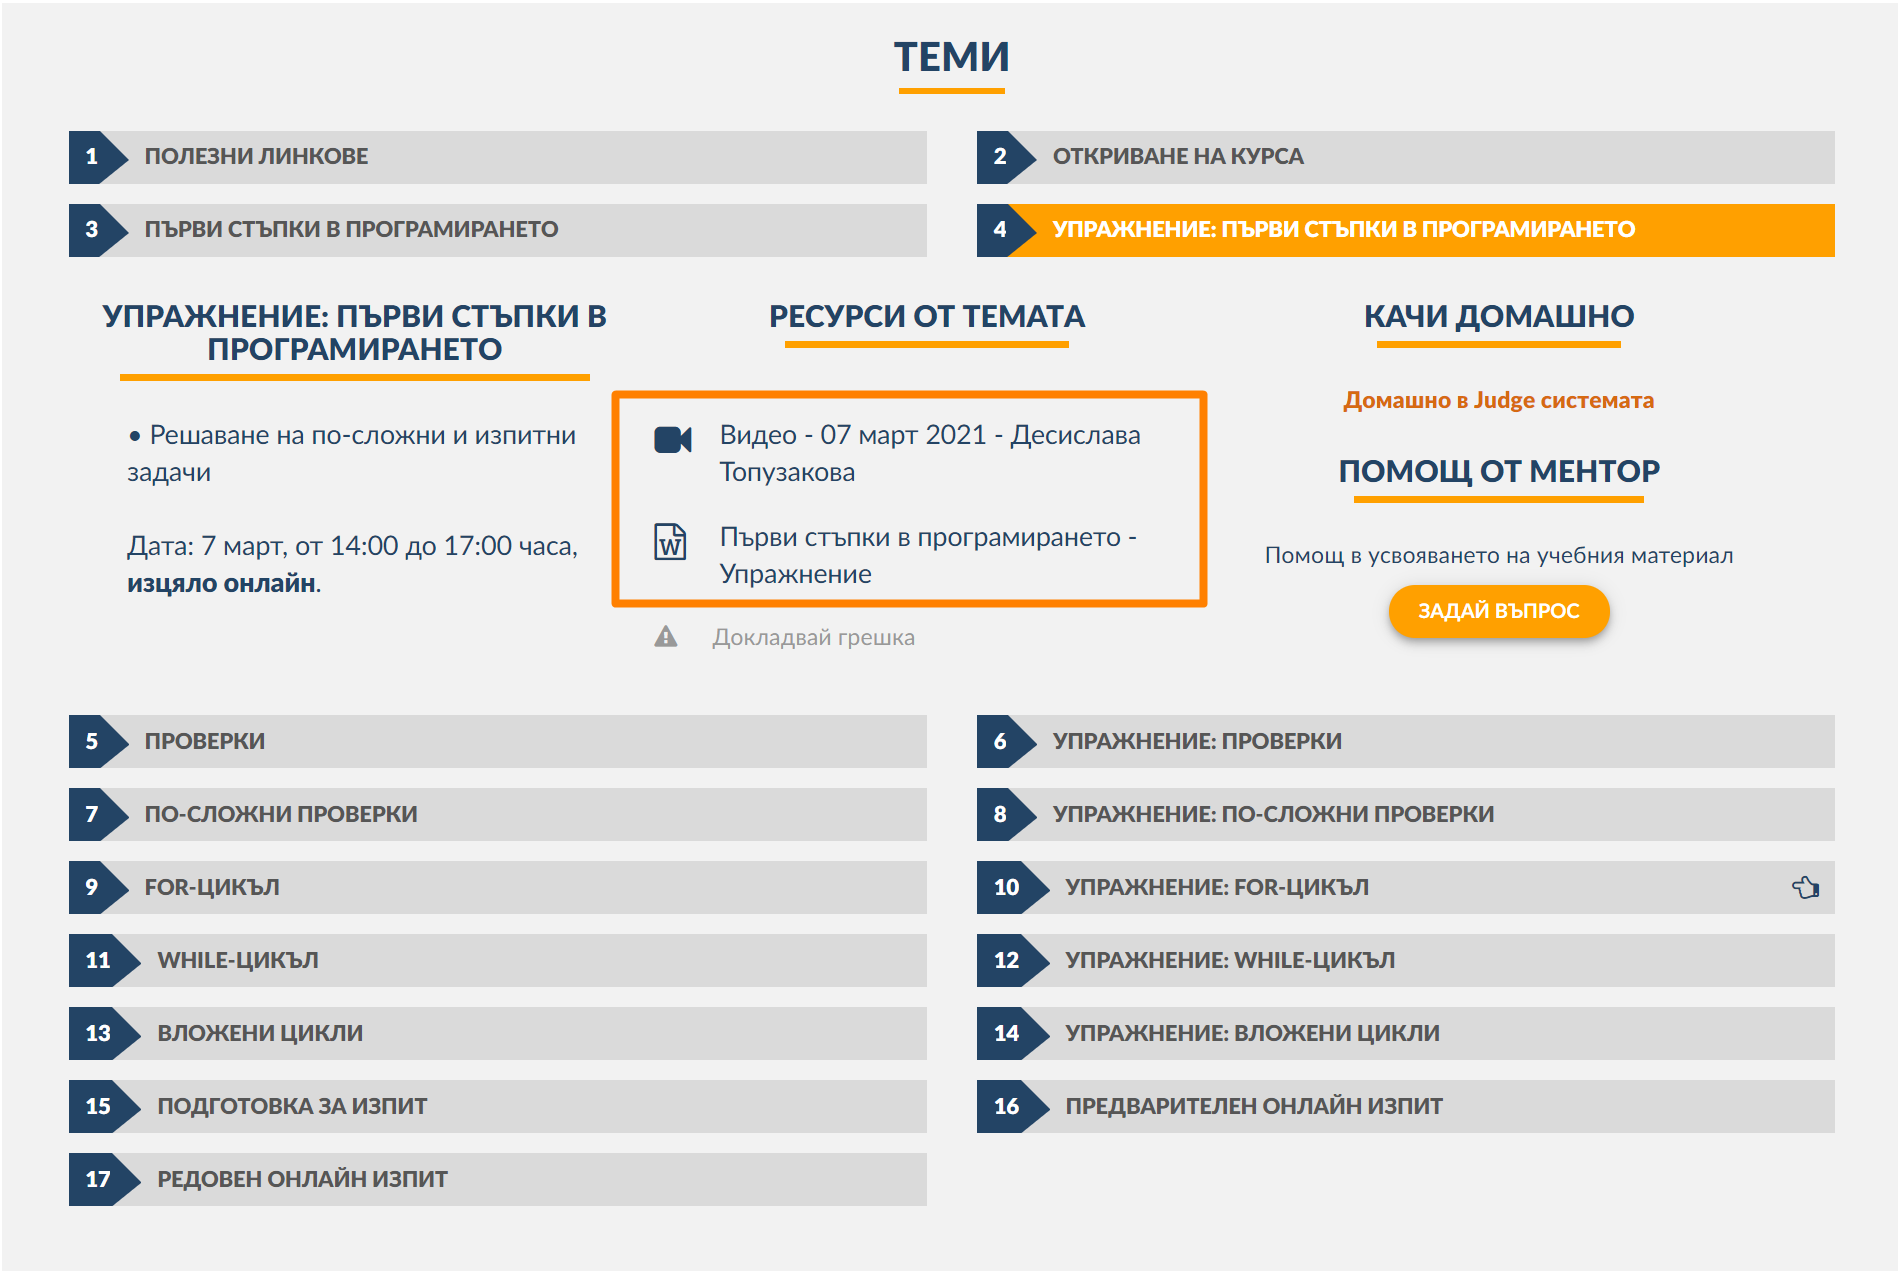 ТЕМИ
1 ПОЛЕЗНИ ЛИНКОВЕ
2 ОТКРИВАНЕ НА КУРСА
3 ПЪРВИ СТЪПКИ В ПРОГРАМИРАНЕТО
4 УПРАЖНЕНИЕ: ПЪРВИ СТЪПКИ В ПРОГРАМИРАНЕТО
УПРАЖНЕНИЕ: ПЪРВИ СТЪПКИ В
ПРОГРАМИРАНЕТО
• Решаване на по-сложни и изпитни
задачи
Дата: 7 март, от 14:00 до 17:00 часа,
изцяло онлайн.
РЕСУРСИ ОТ ТЕМАТА
Видео - 07 март 2021 - Десислава
Топузакова
W
Първи стъпки в програмирането -
Упражнение
Докладвай грешка
КАЧИ ДОМАШНО
Домашно в Judge системата
ПОМОЩ ОТ МЕНТОР
Помощ в усвояването на учебния материал
ЗАДАЙ ВЪПРОС
5 ПРОВЕРКИ
6 УПРАЖНЕНИЕ: ПРОВЕРКИ
7 ПО-СЛОЖНИ ПРОВЕРКИ
8 УПРАЖНЕНИЕ: ПО-СЛОЖНИ ПРОВЕРКИ
9 FOR-ЦИКЪЛ
10 УПРАЖНЕНИЕ: FOR-ЦИКЪЛ
11 WHILE-ЦИКЪЛ
12 УПРАЖНЕНИЕ: WHILE-ЦИКЪЛ
13 ВЛОЖЕНИ ЦИКЛИ
14 УПРАЖНЕНИЕ: ВЛОЖЕНИ ЦИКЛИ
15 ПОДГОТОВКА ЗА ИЗПИТ
16 ПРЕДВАРИТЕЛЕН ОНЛАЙН ИЗПИТ
17 РЕДОВЕН ОНЛАЙН ИЗПИТ